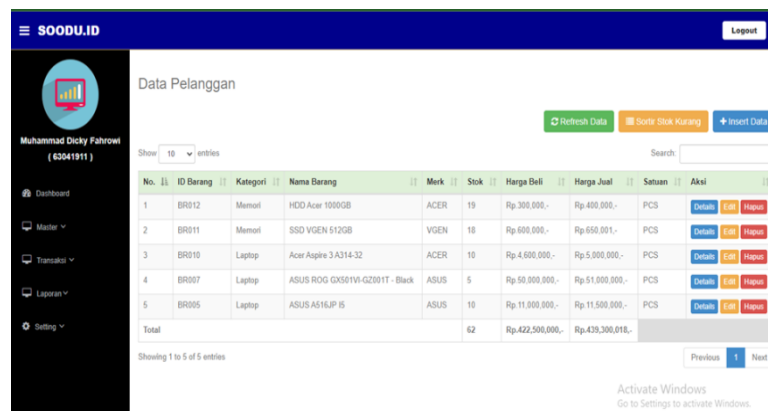 ≡ SOODU.ID
Logout
Muhammad Dicky Fahrowi
( 63041911 )
Dashboard
Master
Transaksi
Laporan
Setting
Data Pelanggan
Refresh Data Sortir Stok Kurang + Insert Data
Show 10 entries Search:
No. ID Barang Kategori Nama Barang Merk Stok Harga Beli Harga Jual Satuan Aksi
1 BR012 Memori HDD Acer 1000GB ACER 19 Rp.300,000,- Rp.400,000,- PCS Details Edit Hapus
2 BR011 Memori SSD VGEN 512GB VGEN 18 Rp.600,000,- Rp.650,001,- PCS Details Edit Hapus
3 BR010 Laptop Acer Aspire 3 A314-32 ACER 10 Rp.4,600,000,- Rp.5,000,000,- PCS Details Edit Hapus
4 BR007 Laptop ASUS ROG GX501VI-GZ001T - Black ASUS 5 Rp.50,000,000,- Rp.51,000,000,- PCS Details Edit Hapus
5 BR005 Laptop ASUS A516JP I5 ASUS 10 Rp.11,000,000,- Rp.11,500,000,- PCS Details Edit Hapus
Total 62 Rp.422,500,000,- Rp.439,300,018,-
Showing 1 to 5 of 5 entries Previous 1 Next
Activate Windows
Go to Settings to activate Windows.